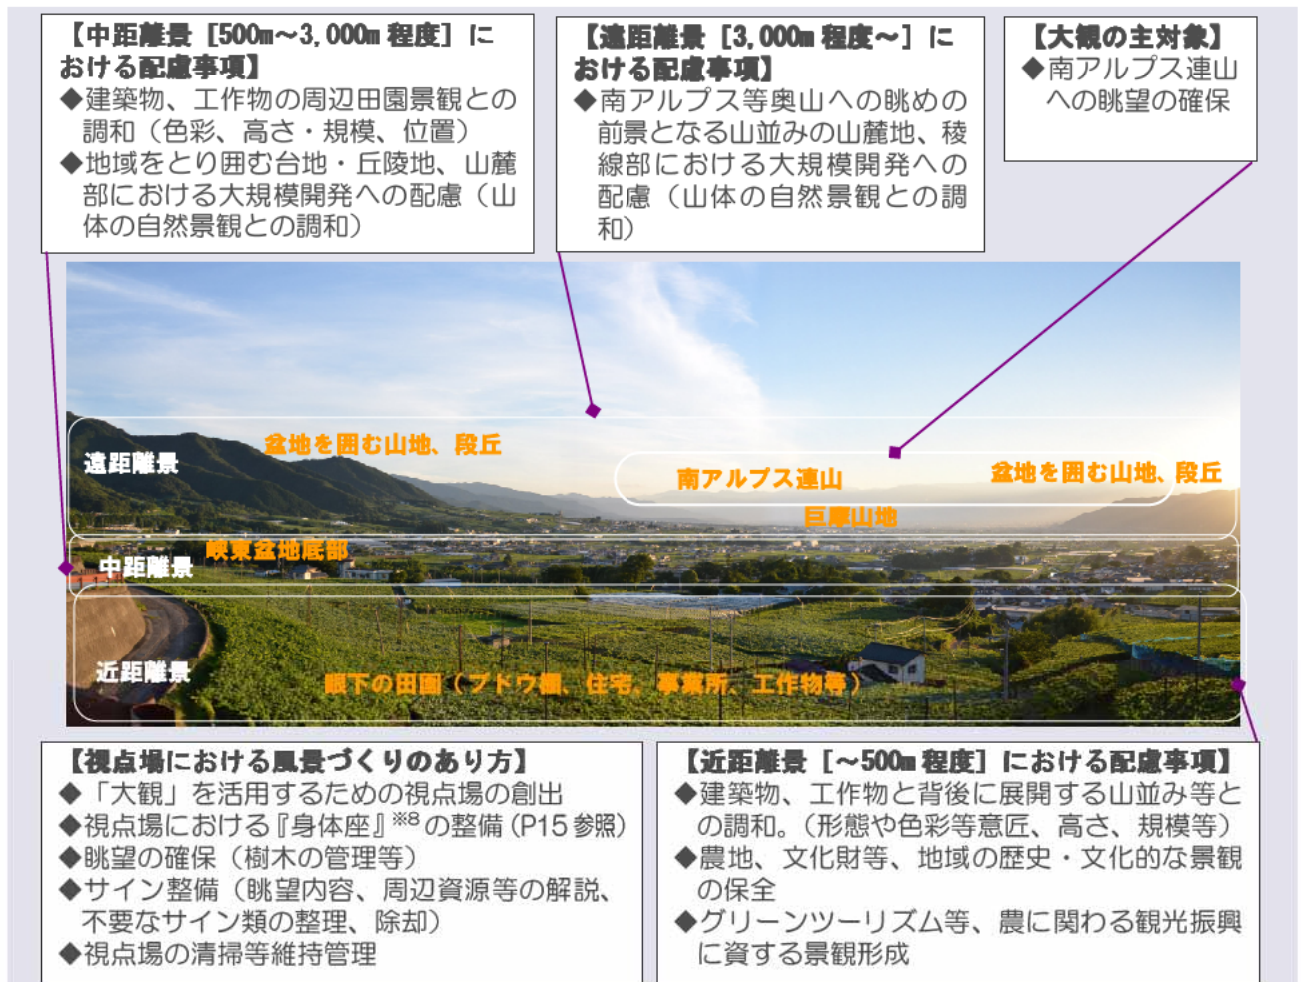 【中距離景［500m～3,000m 程度］に
おける配慮事項】
◆建築物、工作物の周辺田園景観との
調和（色彩、高さ・規模、位置）
◆地域をとり囲む台地・丘陵地、山麓
部における大規模開発への配慮（山
体の自然景観との調和）
【遠距離景［3,000m 程度～］に
おける配慮事項】
◆南アルプス等奥山への眺めの
前景となる山並みの山麓地、稜
線部における大規模開発への
配慮（山体の自然景観との調
和）
【大観の主対象】
◆南アルプス連山
への眺望の確保
盆地を囲む山地、段丘
遠距離景
南アルプス連山
盆地を囲む山地、段丘
巨摩山地
峡東盆地底部
中距離景
近距離景
眼下の田園（ブドウ棚、住宅、事業所、工作物等）
【視点場における風景づくりのあり方】
◆「大観」を活用するための視点場の創出
◆視点場における『身体座』※8の整備（P15参照）
◆眺望の確保（樹木の管理等）
◆サイン整備（眺望内容、周辺資源等の解説、
不要なサイン類の整理、除却）
◆視点場の清掃等維持管理
【近距離景［～500m 程度］における配慮事項】
◆建築物、工作物と背後に展開する山並み等と
の調和。（形態や色彩等意匠、高さ、規模等）
◆農地、文化財等、地域の歴史・文化的な景観
の保全
◆グリーンツーリズム等、農に関わる観光振興
に資する景観形成